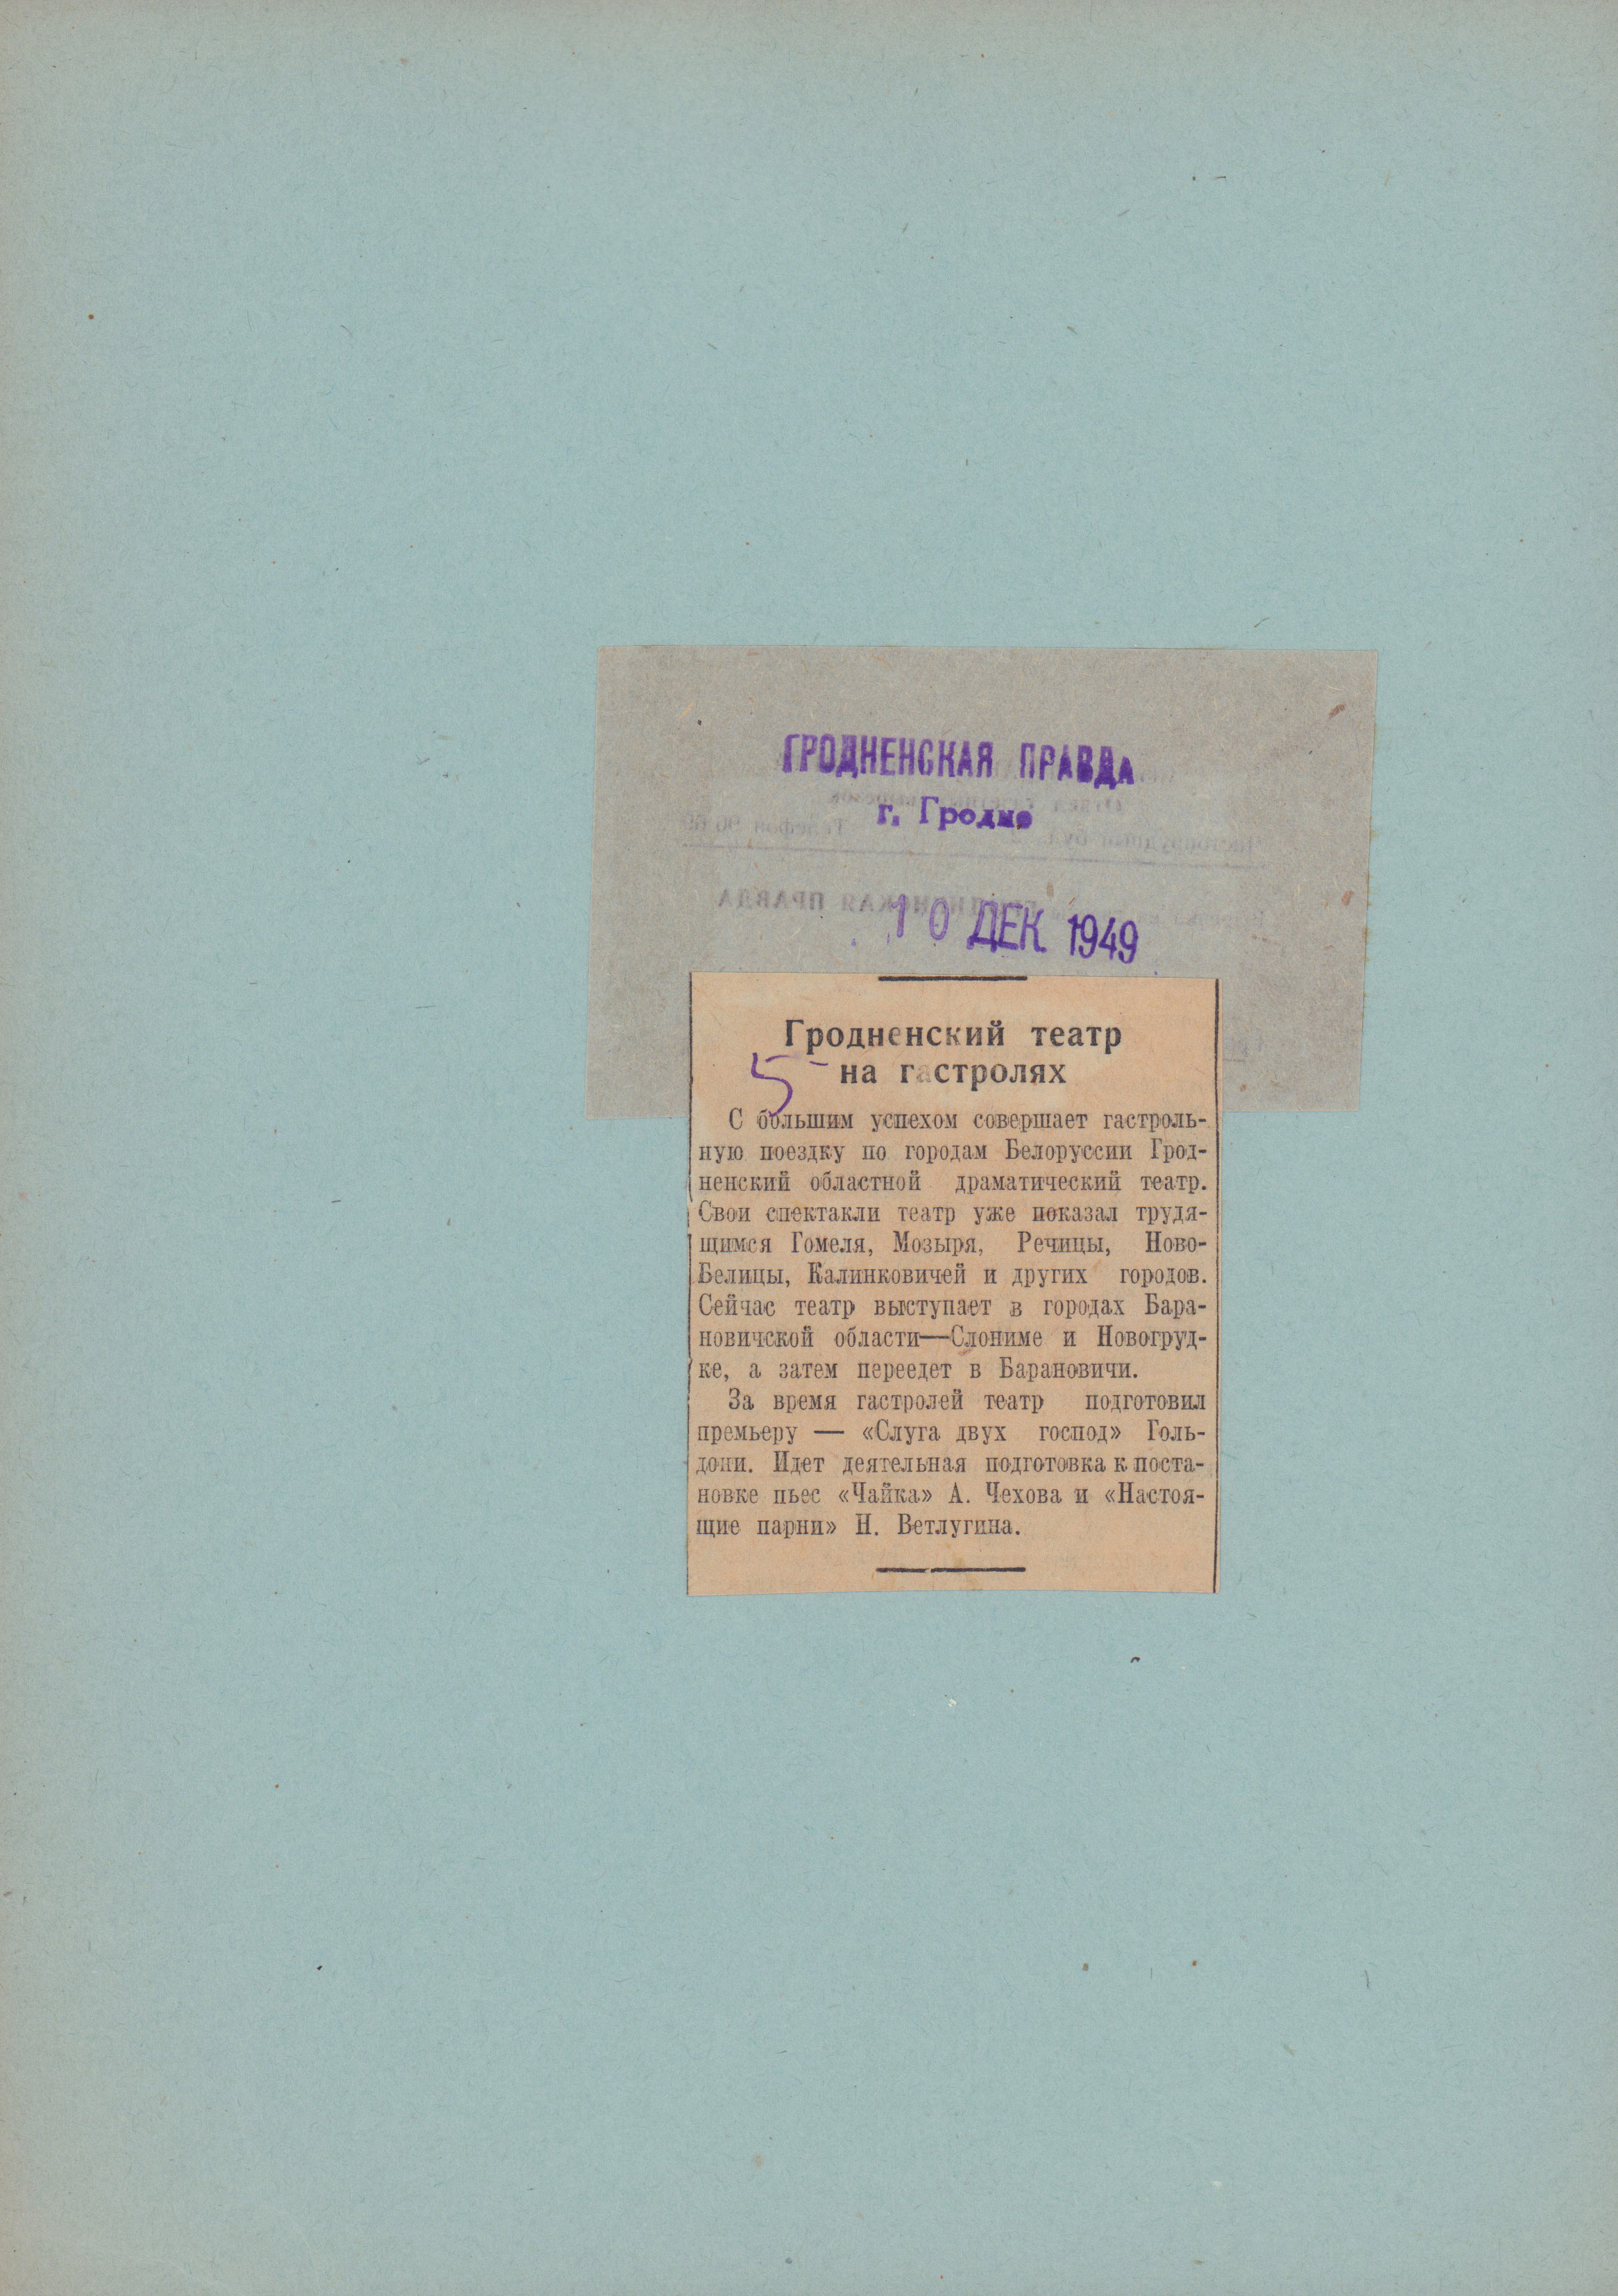 ГРОДНЕНСКАЯ ПРАВДА
г. Гродно
10 ДЕК 1949
Гродненский театр
5
на гастролях
С большим успехом совершает гастроль-
ную поездку по городам Белоруссии Грод-
ненский областной драматический театр.
Свои спектакли театр уже показал трудя-
щимся Гомеля, Мозыря, Речицы, Ново-
Белицы, Калинковичей и других городов.
Сейчас театр выступает в городах Бара-
новичской области—Слониме и Новогруд-
ке, а затем переедет в Барановичи.
За время гастролей театр подготовил
премьеру — «Слуга двух господ» Голь-
дони. Идет деятельная подготовка к поста-
новке пьес «Чайка» А. Чехова и «Настоя-
щие парни» Н. Ветлугина.